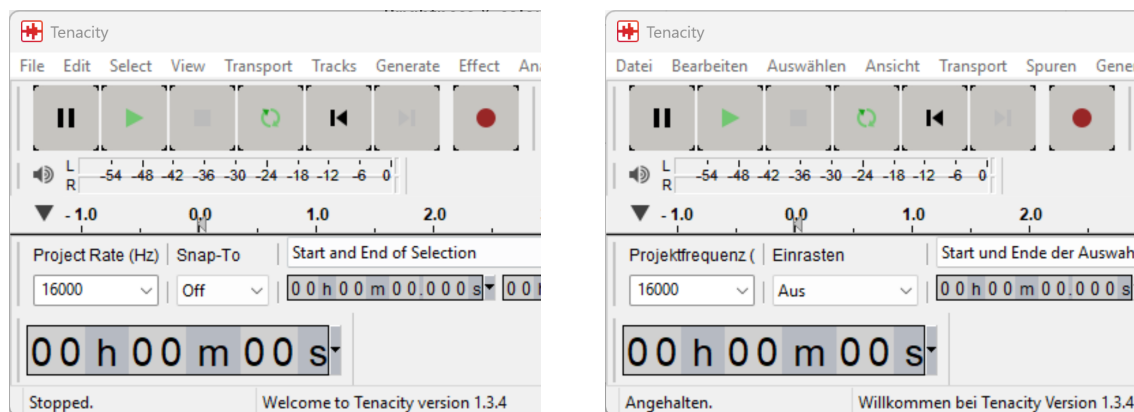 Tenacity
File Edit Select View Transport Tracks Generate Effect
L
R
-54 -48 -42 -36 -30 -24 -18 -12 -6 0
- 1.0 0.0 1.0 2.0
Project Rate (Hz) Snap-To Start and End of Selection
16000 Off 00 h 00 m 00.000 s 00
00 h 00 m 00 s
Stopped. Welcome to Tenacity version 1.3.4
Tenacity
Datei Bearbeiten Auswählen Ansicht Transport Spuren Gene
L
R
-54 -48 -42 -36 -30 -24 -18 -12 -6 0
- 1.0 0.0 1.0 2.0
Projektfrequenz ( Einrasten Start und Ende der Auswah
16000 Aus 00 h 00 m 00.000 s
00 h 00 m 00 s
Angehalten. Willkommen bei Tenacity Version 1.3.4